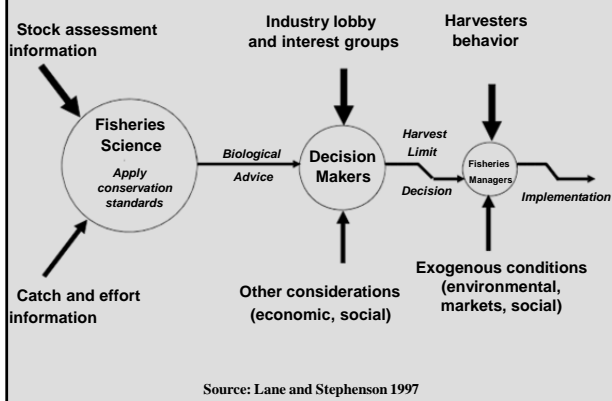 Stock assessment
information
Industry lobby
and interest groups
Harvesters
behavior
Fisheries
Science
Apply
conservation
standards
Biological
Advice
Decision
Makers
Harvest
Limit
Decision
Fisheries
Managers
Implementation
Catch and effort
information
Other considerations
(economic, social)
Exogenous conditions
(environmental,
markets, social)
Source: Lane and Stephenson 1997